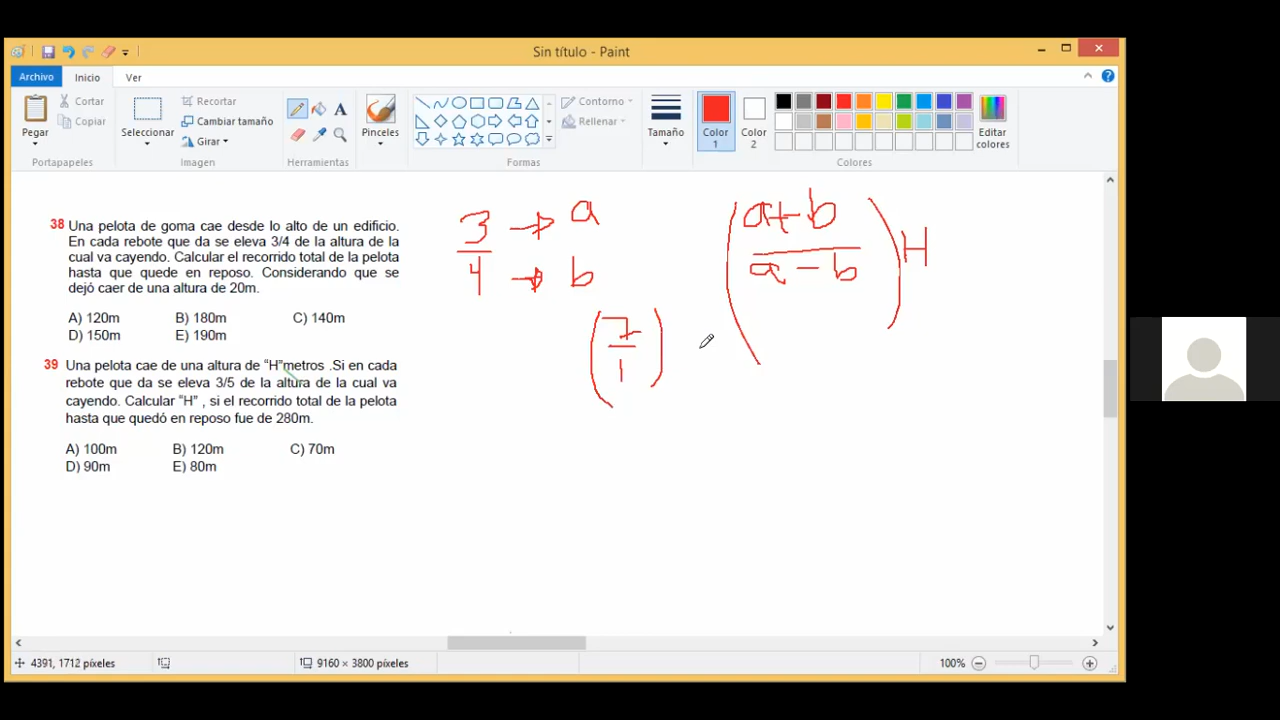 Sin título - Paint
Archivo Inicio Ver
Pegar
Cortar
Copiar
Portapapeles
Seleccionar
Recortar
Cambiar tamaño
Girar
Imagen
A
Herramientas
Pinceles
Contorno
Rellenar
Formas
Tamaño
Color 1
Color 2
Editar colores
Colores
38 Una pelota de goma cae desde lo alto de un edificio.
En cada rebote que da se eleva 3/4 de la altura de la
cual va cayendo. Calcular el recorrido total de la pelota
hasta que quede en reposo. Considerando que se
dejó caer de una altura de 20m.
A) 120m B) 180m C) 140m
D) 150m E) 190m
39 Una pelota cae de una altura de “H”metros .Si en cada
rebote que da se eleva 3/5 de la altura de la cual va
cayendo. Calcular “H” , si el recorrido total de la pelota
hasta que quedó en reposo fue de 280m.
A) 100m B) 120m C) 70m
D) 90m E) 80m
3 → a
4 → b
(7/1)
(a+b / a-b) H
4391, 1712 píxeles
9160 × 3800 píxeles
100%